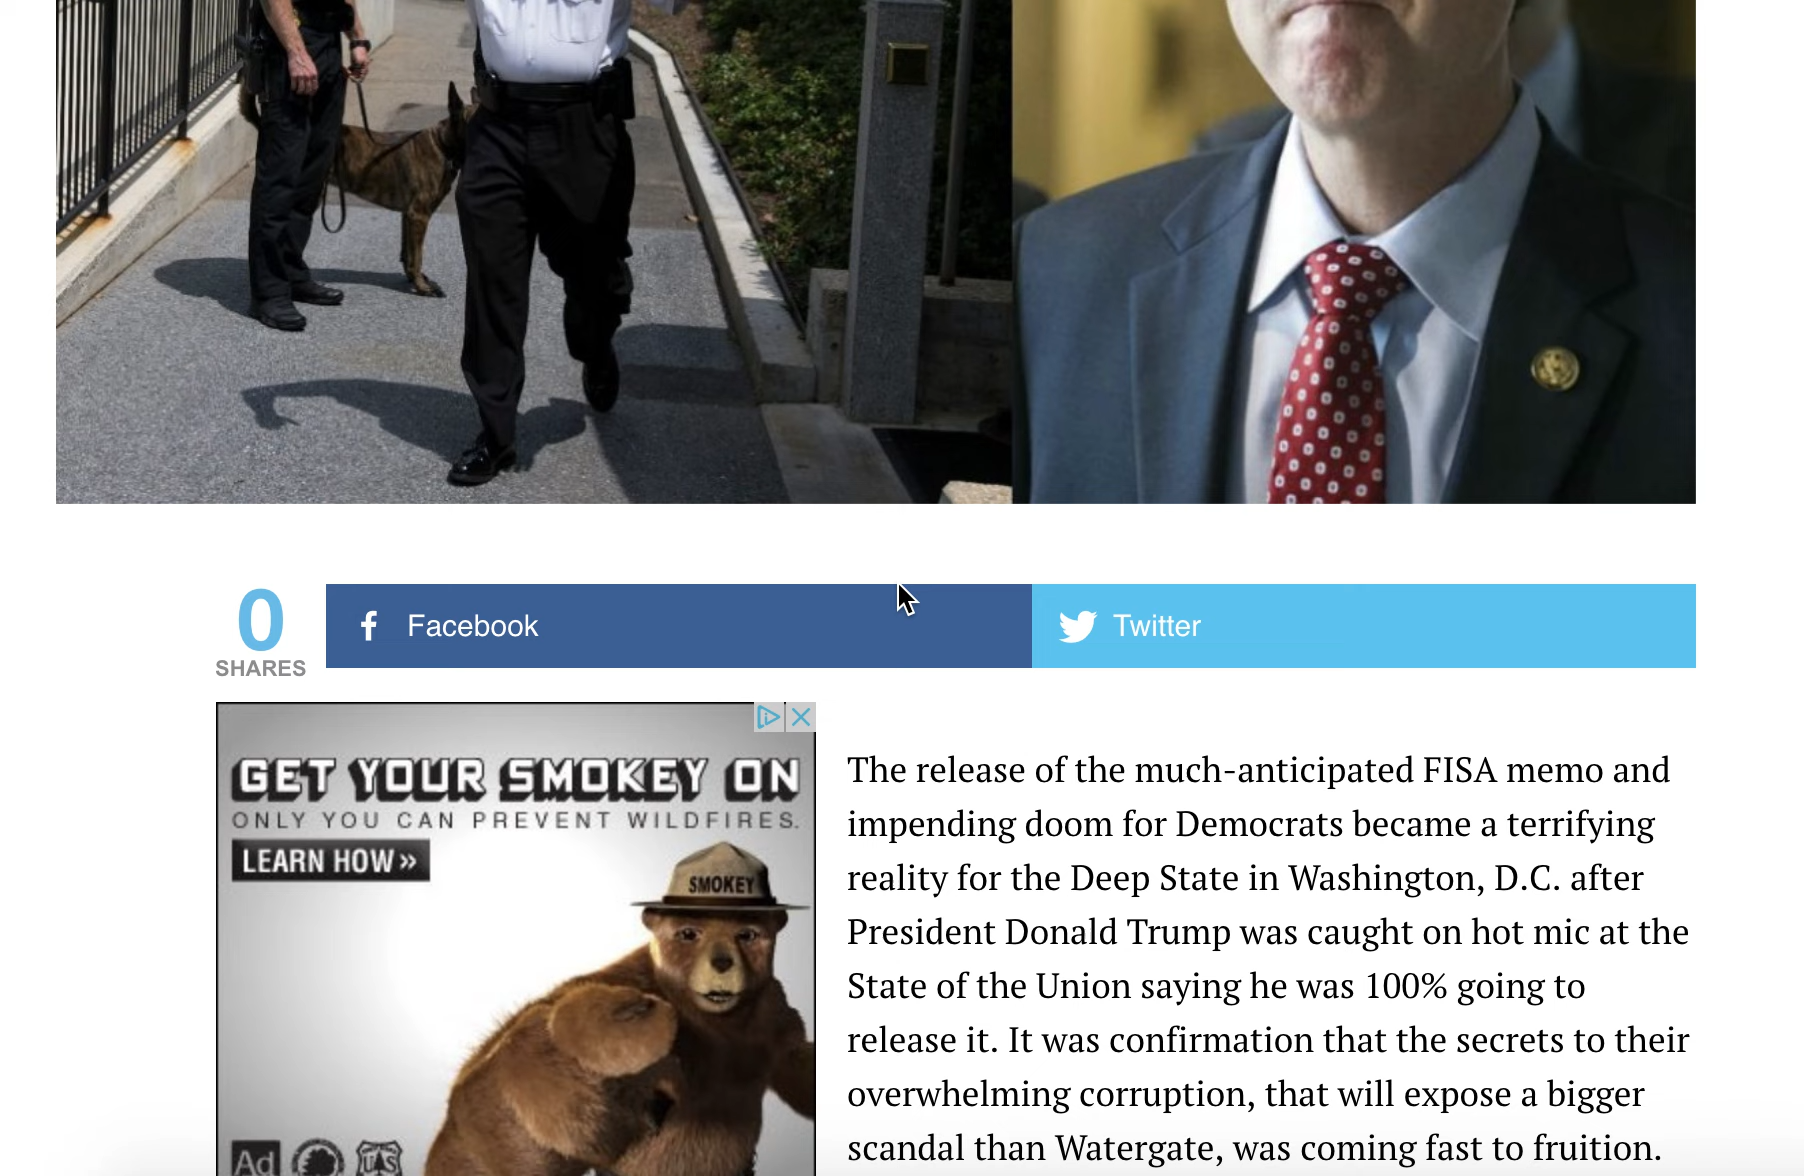 0
SHARES
Facebook
Twitter
GET YOUR SMOKEY ON
ONLY YOU CAN PREVENT WILDFIRES.
LEARN HOW »
SMOKEY
Ad
US
The release of the much-anticipated FISA memo and
impending doom for Democrats became a terrifying
reality for the Deep State in Washington, D.C. after
President Donald Trump was caught on hot mic at the
State of the Union saying he was 100% going to
release it. It was confirmation that the secrets to their
overwhelming corruption, that will expose a bigger
scandal than Watergate, was coming fast to fruition.